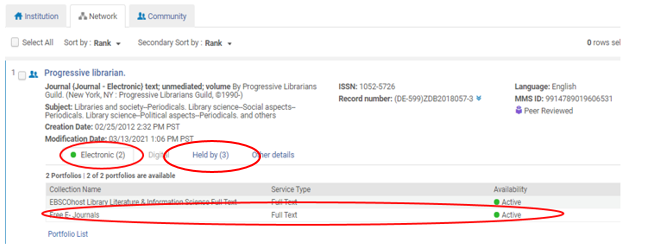 Institution Network Community
Select All Sort by : Rank Secondary Sort by : Rank 0 rows sel
1 Progressive librarian.
Journal (Journal - Electronic) text; unmediated; volume By Progressive Librarians ISSN: 1052-5726 Language: English
Guild. (New York, NY : Progressive Librarians Guild, ©1990-) Record number: (DE-599)ZDB2018057-3 MMS ID: 9914789019606531
Subject: Libraries and society--Periodicals. Library science--Social aspects-- Peer Reviewed
Periodicals. Library science--Political aspects--Periodicals. and others
Creation Date: 02/25/2012 2:32 PM PST
Modification Date: 03/13/2021 1:06 PM PST
Electronic (2) Digital Held by (3) Other details
2 Portfolios | 2 of 2 portfolios are available
Collection Name Service Type Availability
EBSCOhost Library Literature & Information Science Full Text Full Text Active
Free E- Journals Full Text Active
Portfolio List